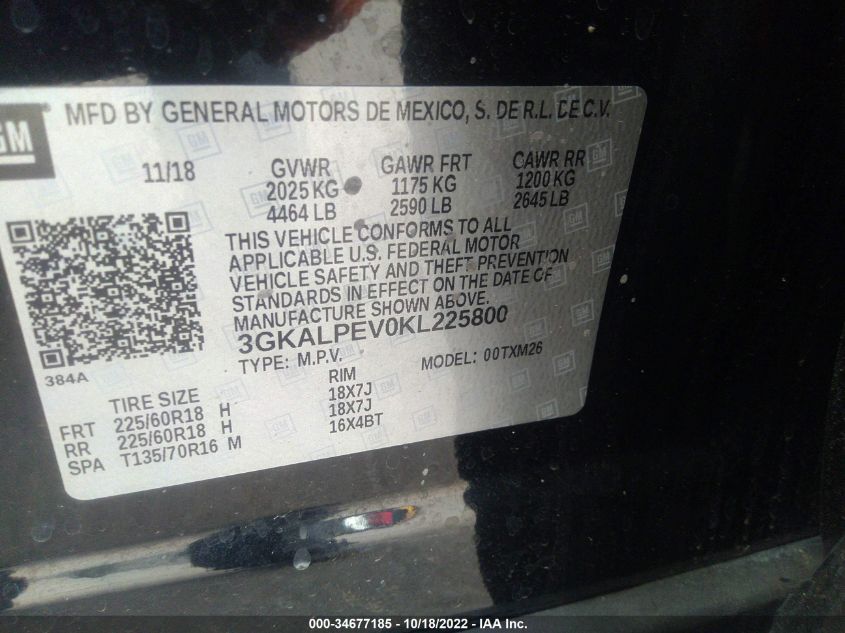 GM
MFD BY GENERAL MOTORS DE MEXICO, S. DE R.L. DE C.V.
11/18 GVWR GAWR FRT GAWR RR
2025 KG 1175 KG 1200 KG
4464 LB 2590 LB 2645 LB
THIS VEHICLE CONFORMS TO ALL
APPLICABLE U.S. FEDERAL MOTOR
VEHICLE SAFETY AND THEFT PREVENTION
STANDARDS IN EFFECT ON THE DATE OF
MANUFACTURE SHOWN ABOVE.
3GKALPEV0KL225800
TYPE: M.P.V. MODEL: 00TXM26
384A
TIRE SIZE RIM
FRT 225/60R18 H 18X7J
RR 225/60R18 H 18X7J
SPA T135/70R16 M 16X4BT
000-34677185 - 10/18/2022 - IAA Inc.